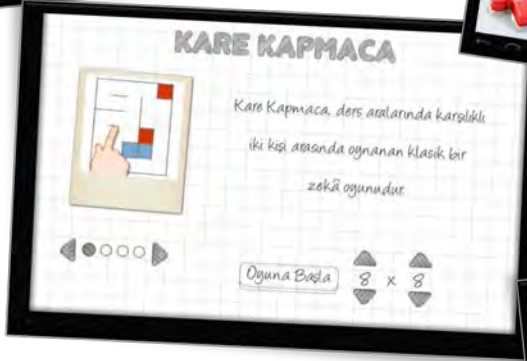 KARE KAPMACA
Kare Kapmaca, ders aralarında karşılıklı
iki kişi arasında oynanan klasik bir
zekâ oyunudur.
Oyuna Başla 8 x 8